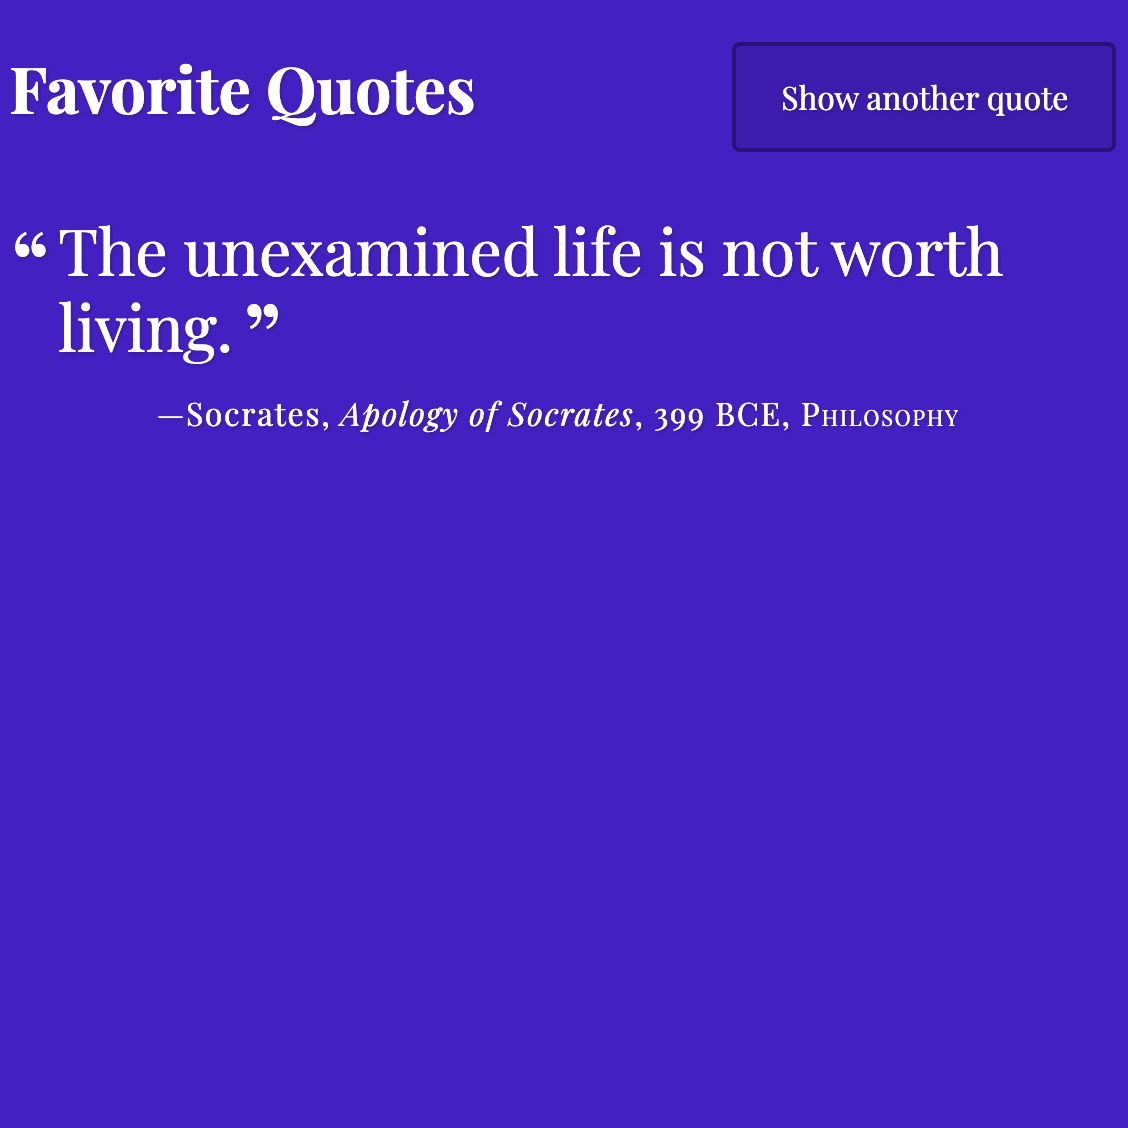 Favorite Quotes
Show another quote
“The unexamined life is not worth
living.”
—Socrates, Apology of Socrates, 399 BCE, Philosophy